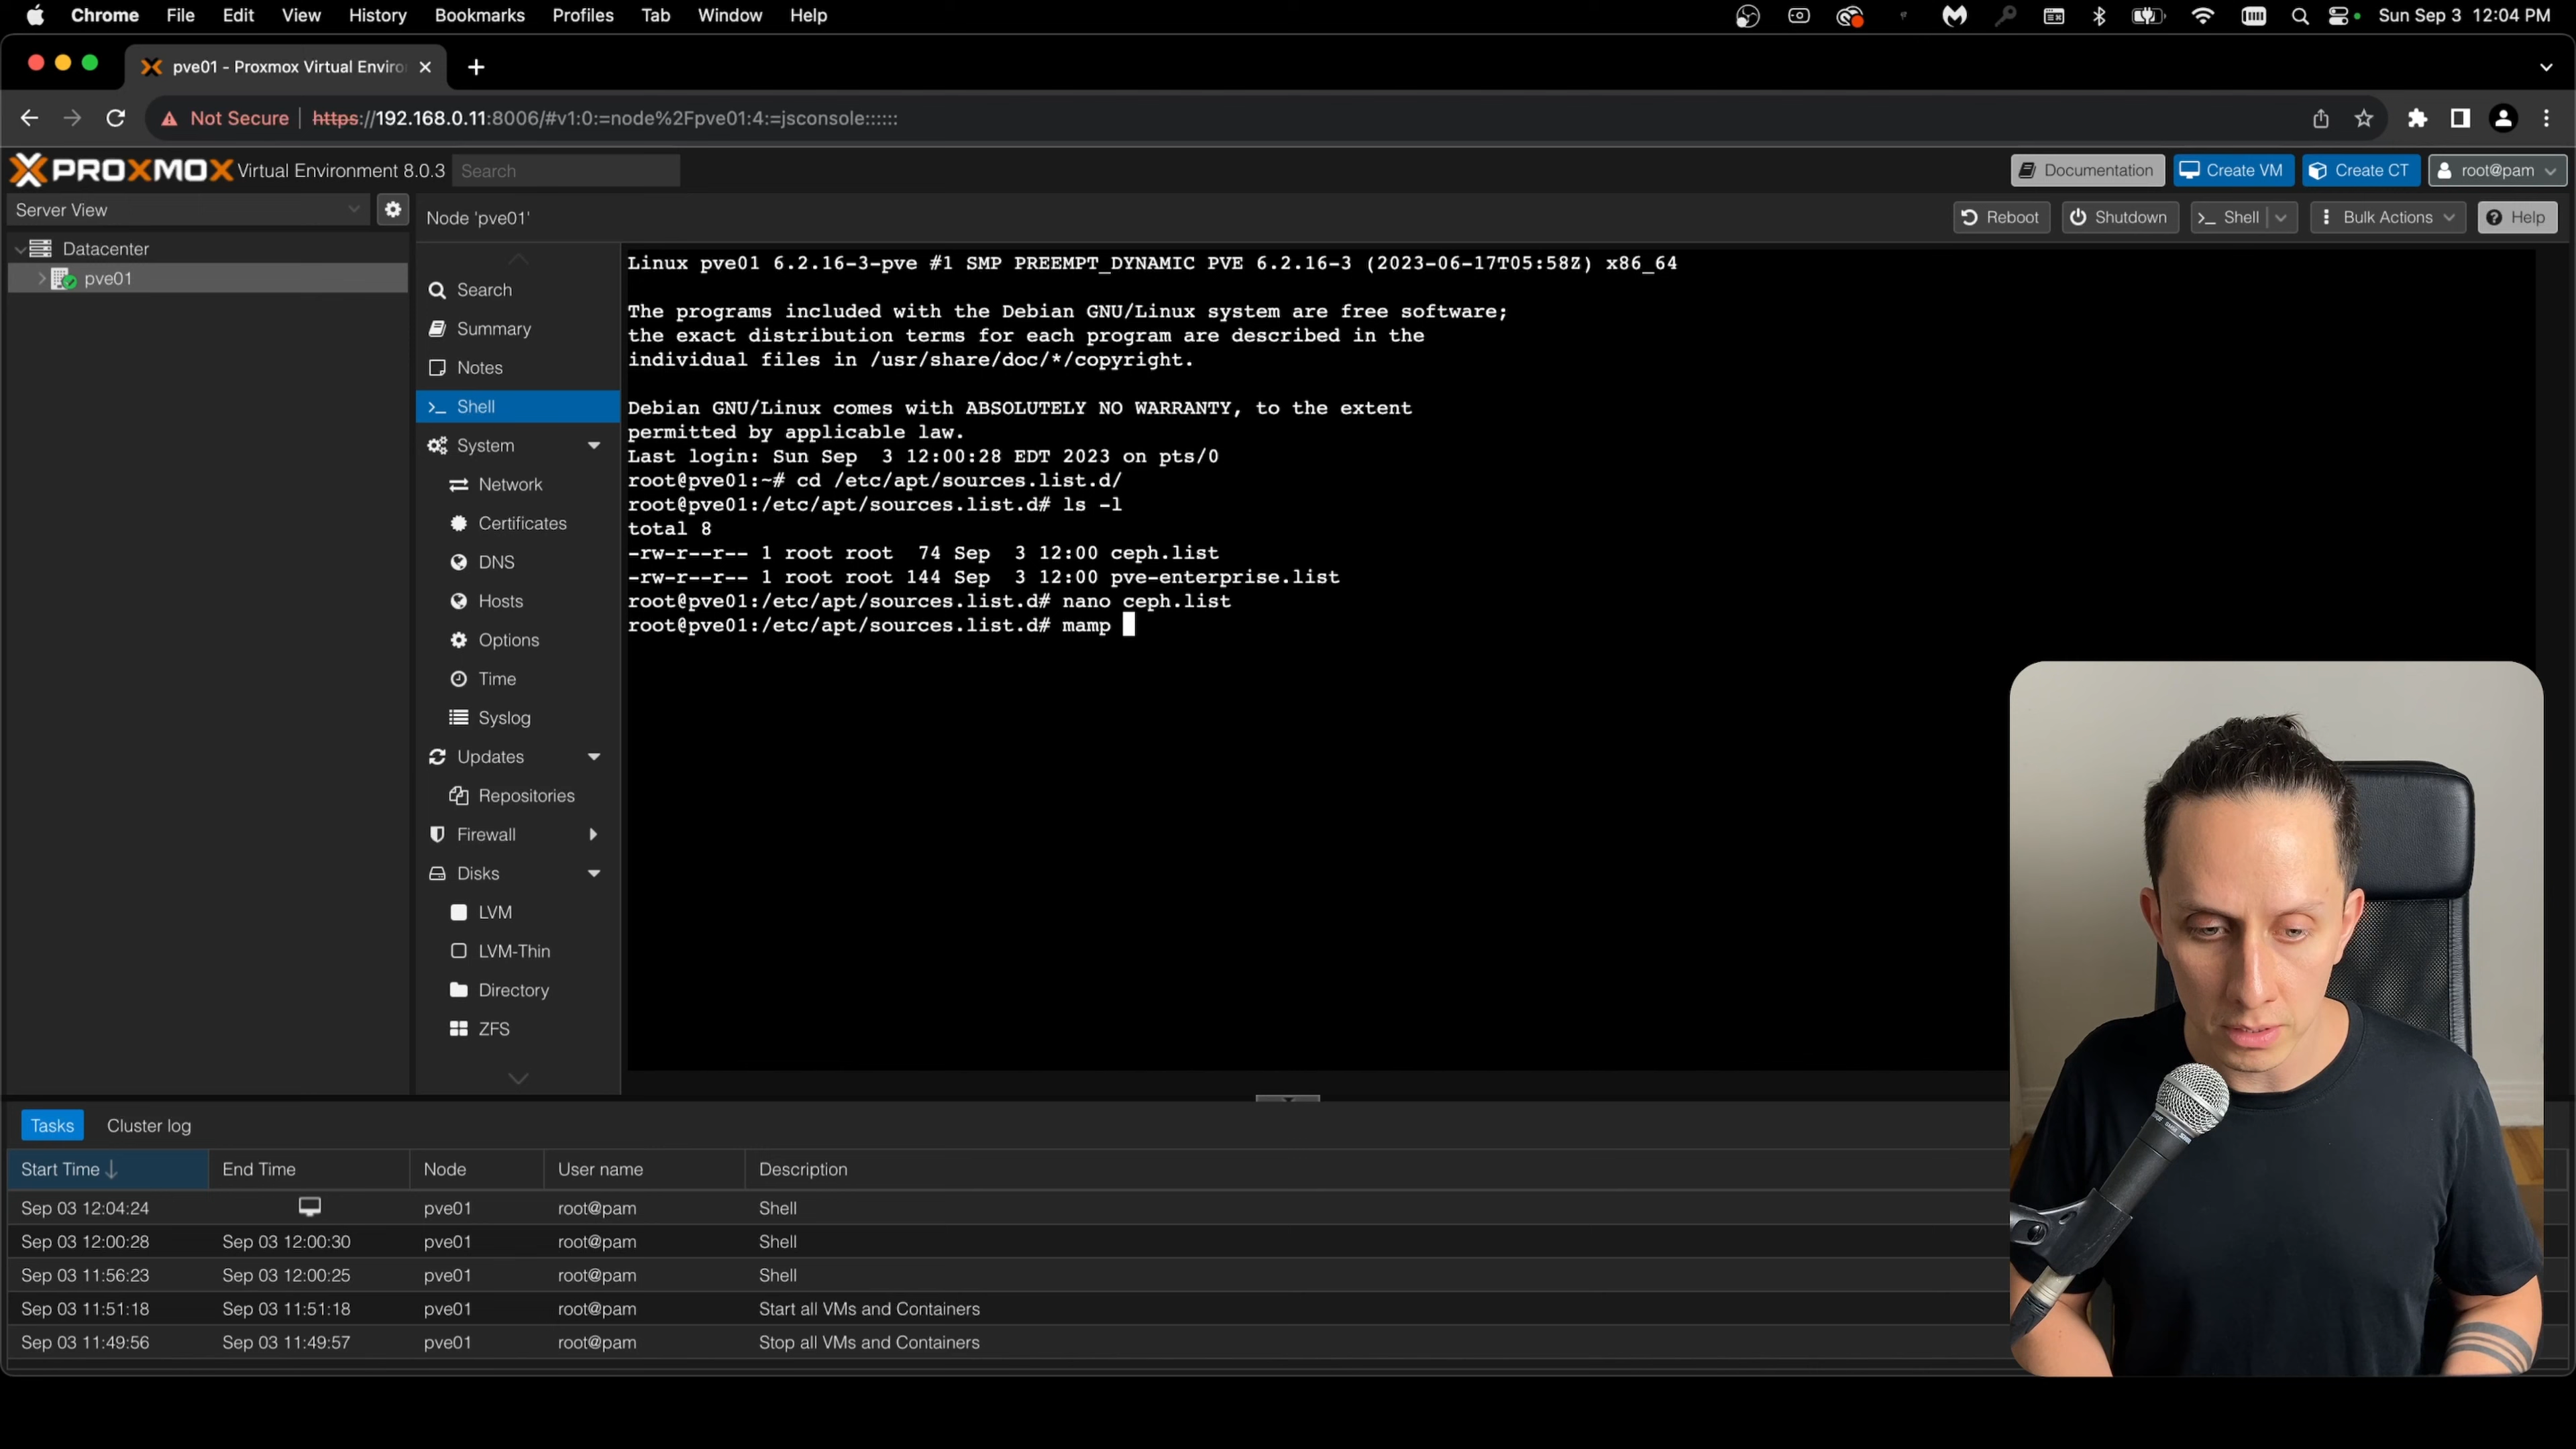 Chrome File Edit View History Bookmarks Profiles Tab Window Help Sun Sep 3 12:04 PM
pve01 - Proxmox Virtual Enviro
Not Secure https://192.168.0.11:8006/#v1:0:=node%2Fpve01:4:=jsconsole::::::
PROXMOX Virtual Environment 8.0.3 Search Documentation Create VM Create CT root@pam
Server View
Node 'pve01' Reboot Shutdown Shell Bulk Actions Help
Datacenter
pve01
Search
Summary
Notes
Shell
System
Network
Certificates
DNS
Hosts
Options
Time
Syslog
Updates
Repositories
Firewall
Disks
LVM
LVM-Thin
Directory
ZFS
Linux pve01 6.2.16-3-pve #1 SMP PREEMPT_DYNAMIC PVE 6.2.16-3 (2023-06-17T05:58Z) x86_64
The programs included with the Debian GNU/Linux system are free software;
the exact distribution terms for each program are described in the
individual files in /usr/share/doc/*/copyright.
Debian GNU/Linux comes with ABSOLUTELY NO WARRANTY, to the extent
permitted by applicable law.
Last login: Sun Sep  3 12:00:28 EDT 2023 on pts/0
root@pve01:~# cd /etc/apt/sources.list.d/
root@pve01:/etc/apt/sources.list.d# ls -l
total 8
-rw-r--r-- 1 root root  74 Sep  3 12:00 ceph.list
-rw-r--r-- 1 root root 144 Sep  3 12:00 pve-enterprise.list
root@pve01:/etc/apt/sources.list.d# nano ceph.list
root@pve01:/etc/apt/sources.list.d# mamp
Tasks Cluster log
Start Time End Time Node User name Description
Sep 03 12:04:24 pve01 root@pam Shell
Sep 03 12:00:28 Sep 03 12:00:30 pve01 root@pam Shell
Sep 03 11:56:23 Sep 03 12:00:25 pve01 root@pam Shell
Sep 03 11:51:18 Sep 03 11:51:18 pve01 root@pam Start all VMs and Containers
Sep 03 11:49:56 Sep 03 11:49:57 pve01 root@pam Stop all VMs and Containers